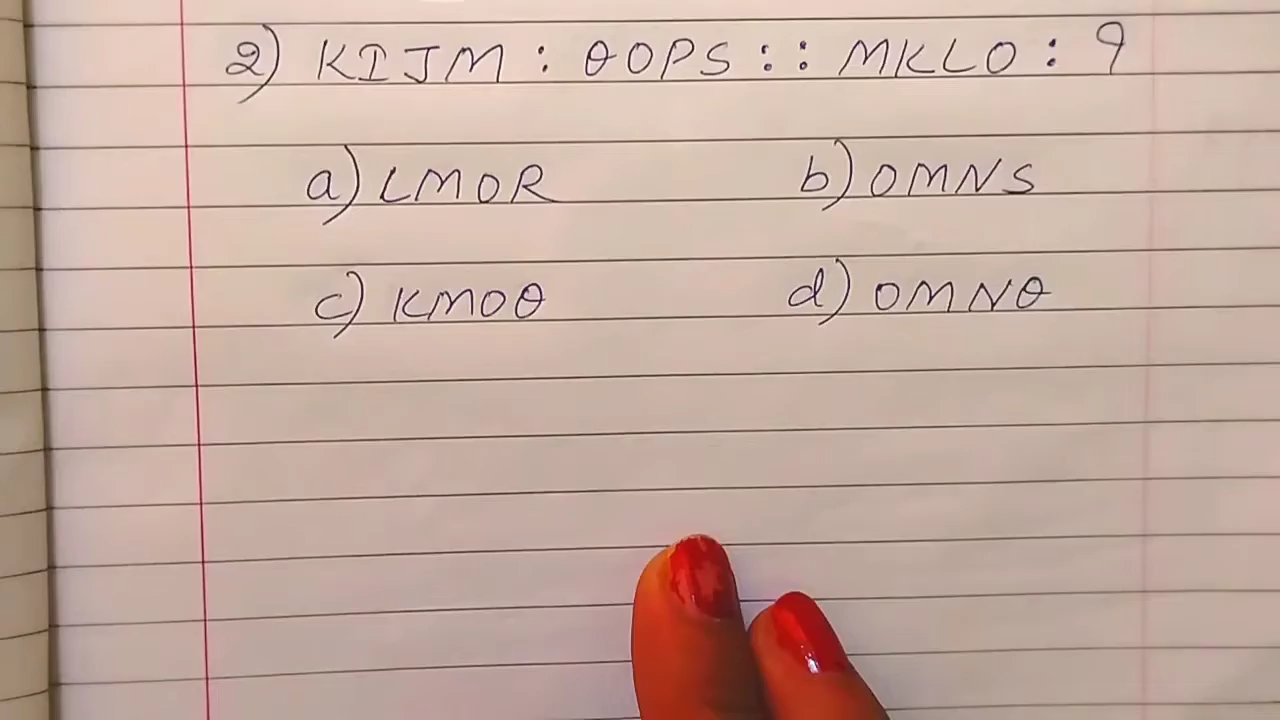 2) KIJM : QOPS :: MKLO : ?
a) LMOR b) OMNS
c) KMOQ d) OMNQ